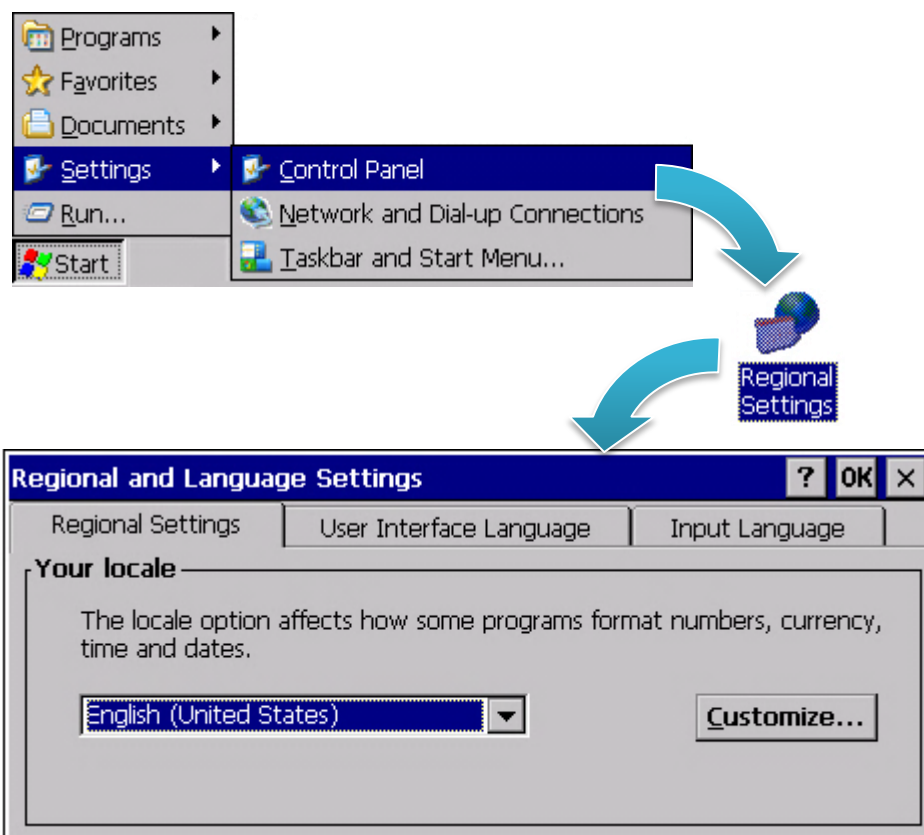 Programs
Favorites
Documents
Settings
Run...
Start
Control Panel
Network and Dial-up Connections
Taskbar and Start Menu...
Regional
Settings
Regional and Language Settings
? OK ×
Regional Settings
User Interface Language
Input Language
Your locale
The locale option affects how some programs format numbers, currency,
time and dates.
English (United States)
Customize...